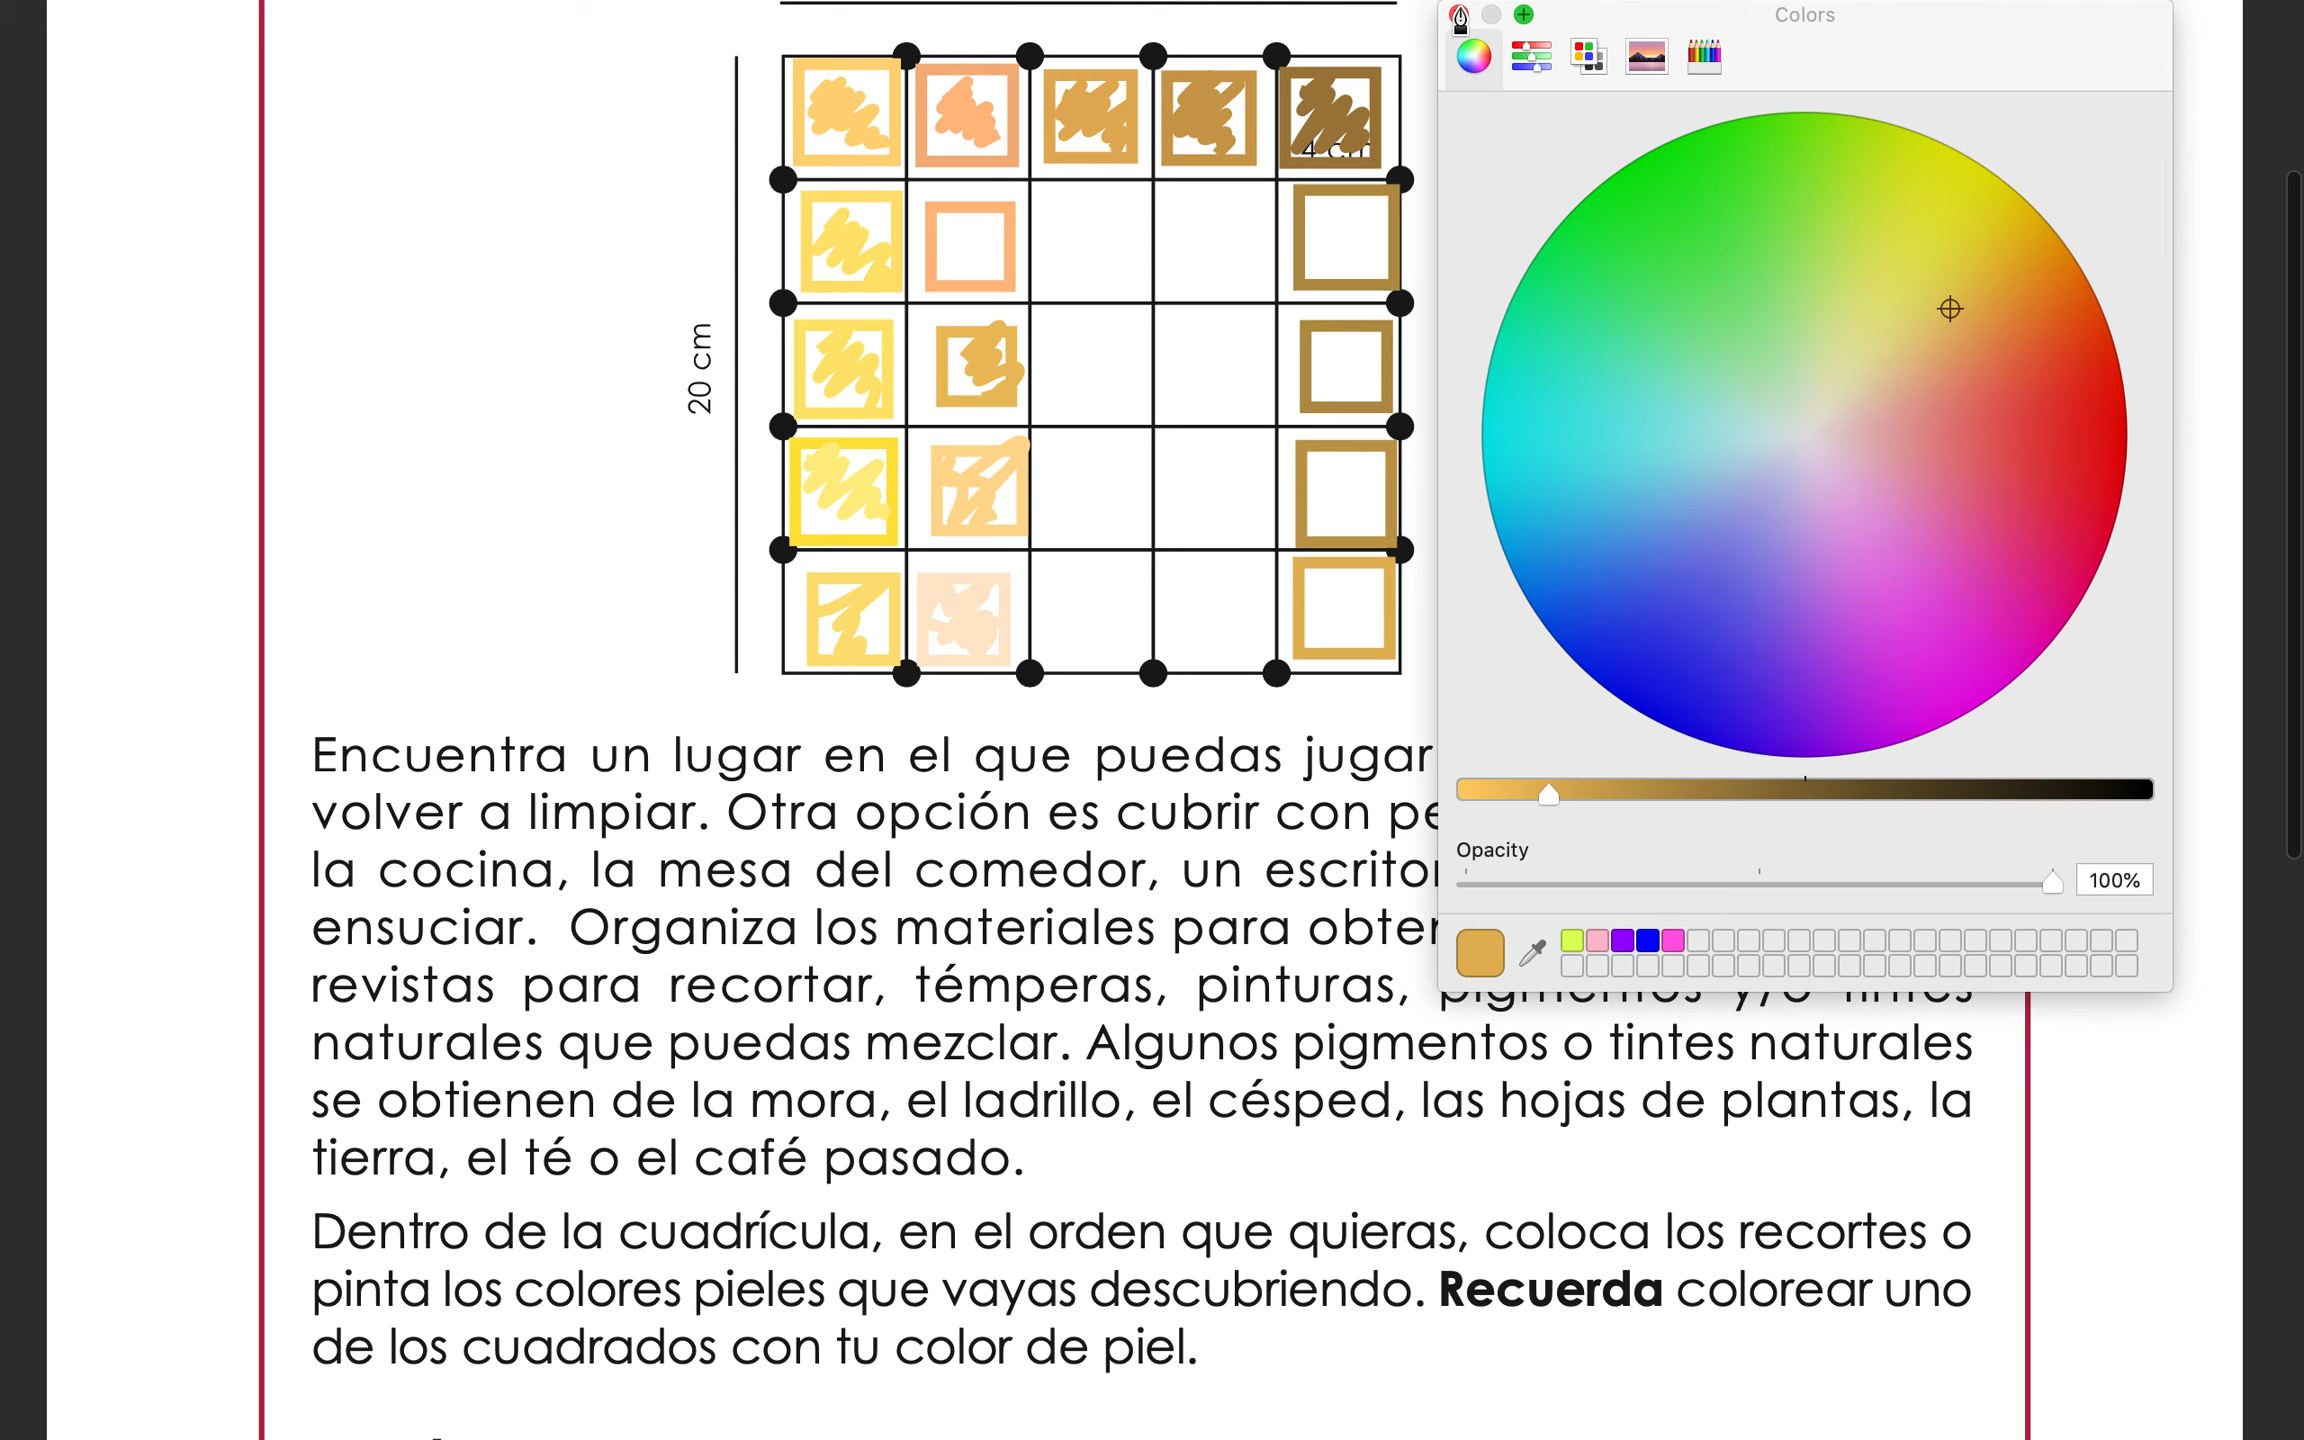 Colors
4 cm
20 cm
Opacity
100%
Encuentra un lugar en el que puedas jugar
volver a limpiar. Otra opción es cubrir con
la cocina, la mesa del comedor, un
ensuciar. Organiza los materiales para
revistas para recortar, témperas, pinturas, pigmentos y/o tintes
naturales que puedas mezclar. Algunos pigmentos o tintes naturales
se obtienen de la mora, el ladrillo, el césped, las hojas de plantas, la
tierra, el té o el café pasado.
Dentro de la cuadrícula, en el orden que quieras, coloca los recortes o
pinta los colores pieles que vayas descubriendo. Recuerda colorear uno
de los cuadrados con tu color de piel.